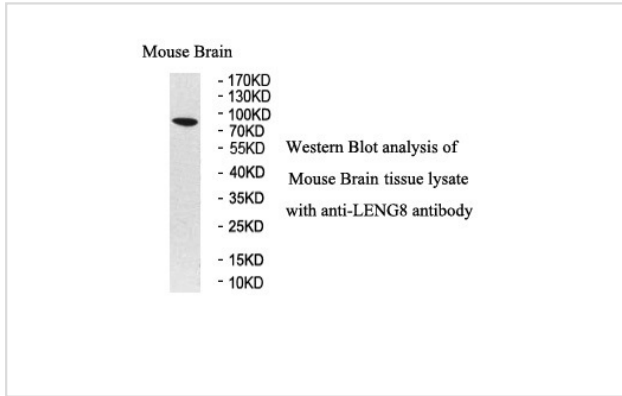 Mouse Brain
- 170KD
- 130KD
- 100KD
- 70KD
- 55KD
- 40KD
- 35KD
- 25KD
- 15KD
- 10KD
Western Blot analysis of
Mouse Brain tissue lysate
with anti-LENG8 antibody